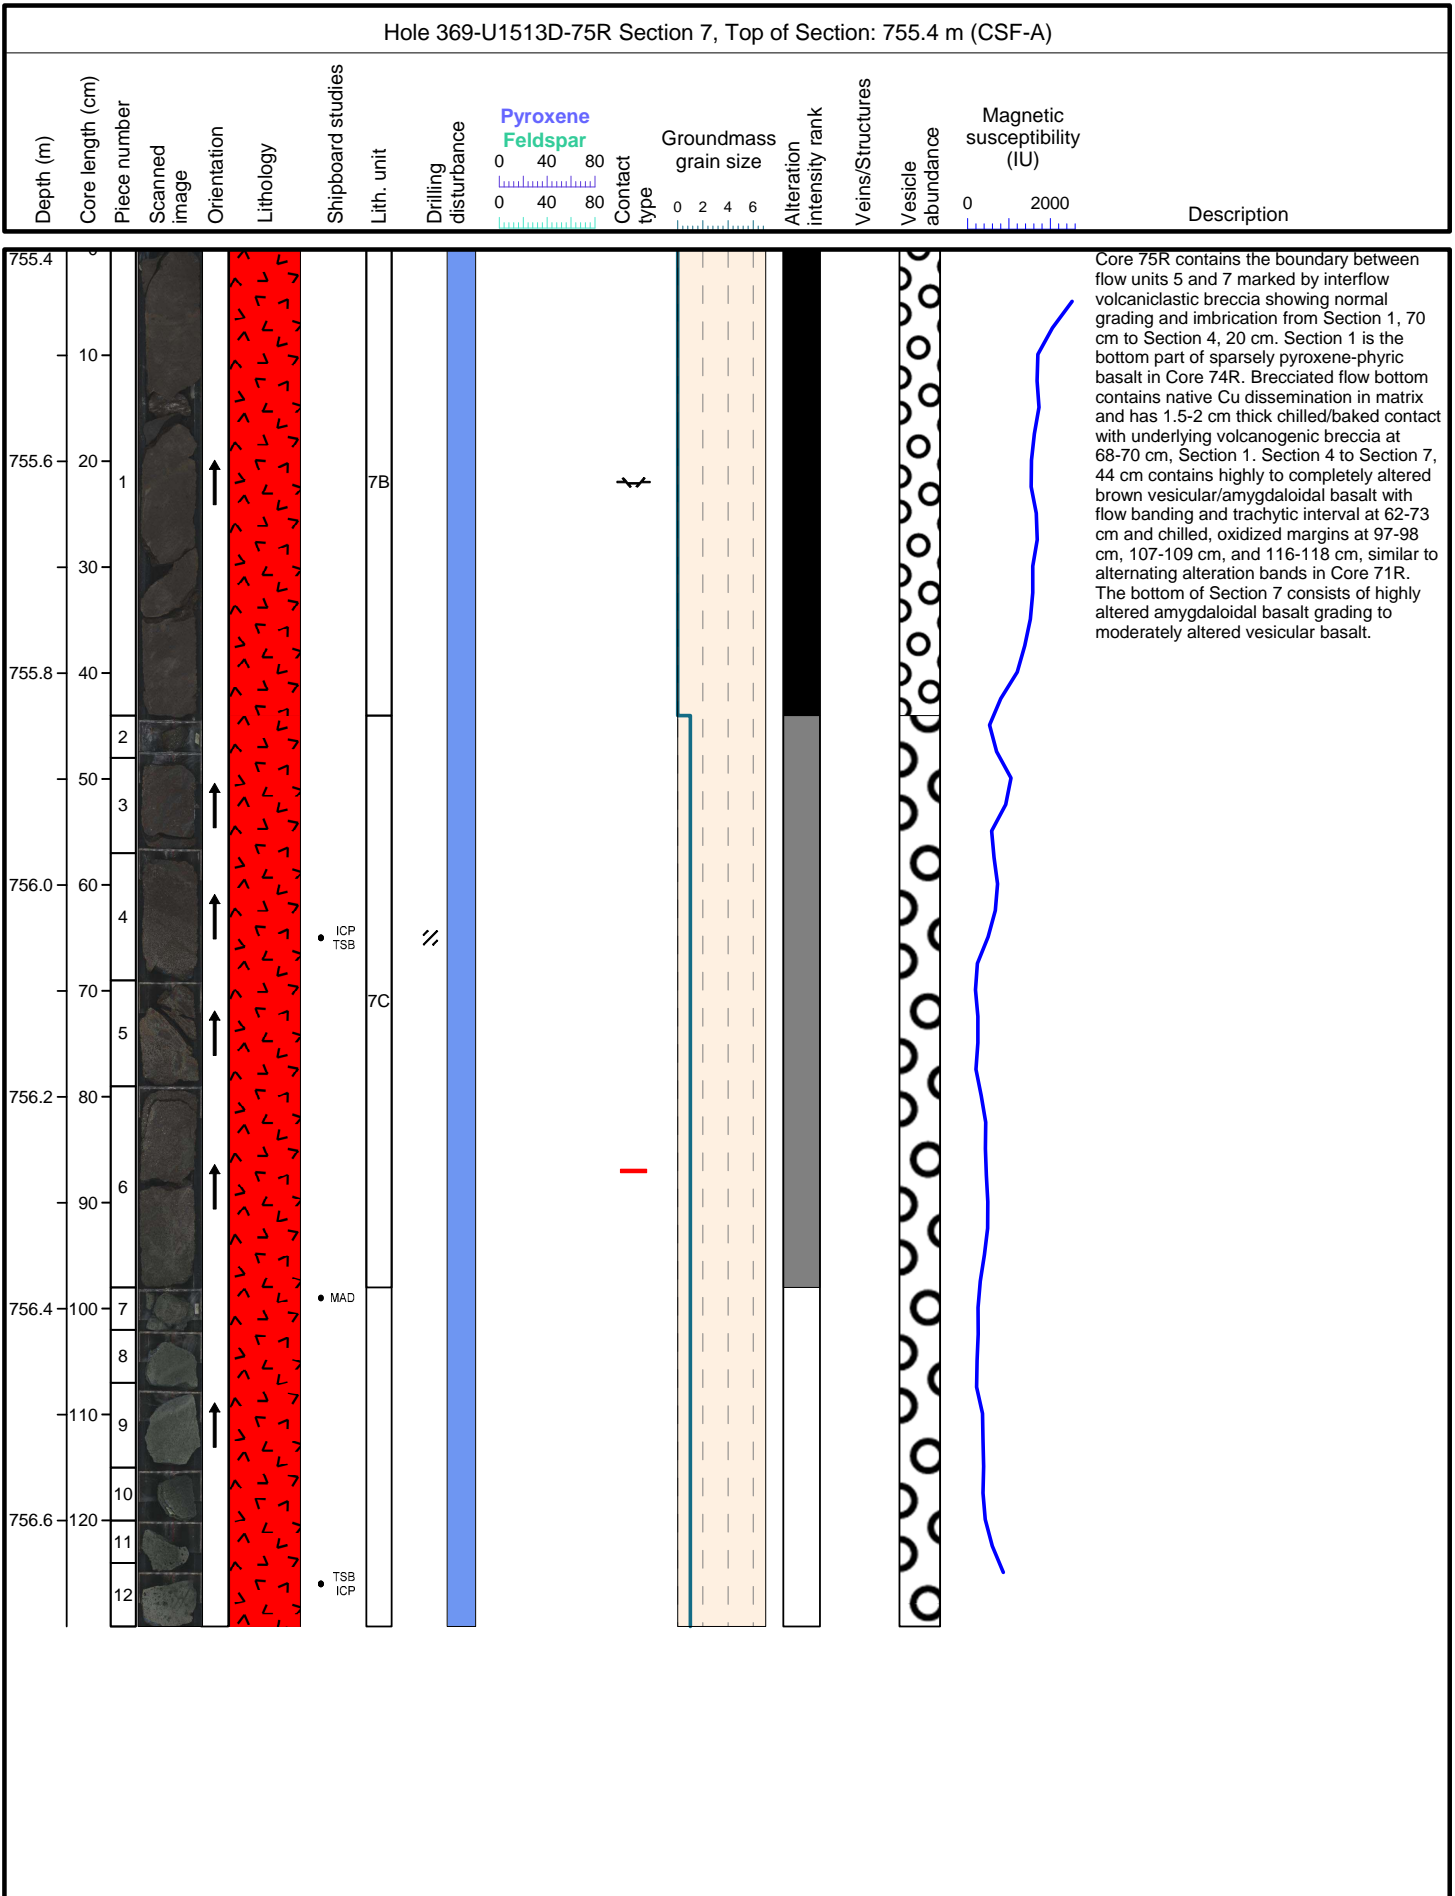 Hole 369-U1513D-75R Section 7, Top of Section: 755.4 m (CSF-A)
Depth (m)
Core length (cm)
Piece number
Scanned
image
Orientation
Lithology
Shipboard studies
Lith. unit
Drilling
disturbance
Pyroxene
Feldspar
0 40 80
0 40 80
Contact
type
Groundmass
grain size
0 2 4 6
Alteration
intensity rank
Veins/Structures
Vesicle
abundance
Magnetic
susceptibility
(IU)
0 2000
Description
755.4
755.6
755.8
756.0
756.2
756.4
756.6
0
10
20
30
40
50
60
70
80
90
100
110
120
1
2
3
4
5
6
7
8
9
10
11
12
ICP
TSB
MAD
TSB
ICP
7B
7C
Core 75R contains the boundary between
flow units 5 and 7 marked by interflow
volcaniclastic breccia showing normal
grading and imbrication from Section 1, 70
cm to Section 4, 20 cm. Section 1 is the
bottom part of sparsely pyroxene-phyric
basalt in Core 74R. Brecciated flow bottom
contains native Cu dissemination in matrix
and has 1.5-2 cm thick chilled/baked contact
with underlying volcanogenic breccia at
68-70 cm, Section 1. Section 4 to Section 7,
44 cm contains highly to completely altered
brown vesicular/amygdaloidal basalt with
flow banding and trachytic interval at 62-73
cm and chilled, oxidized margins at 97-98
cm, 107-109 cm, and 116-118 cm, similar to
alternating alteration bands in Core 71R.
The bottom of Section 7 consists of highly
altered amygdaloidal basalt grading to
moderately altered vesicular basalt.